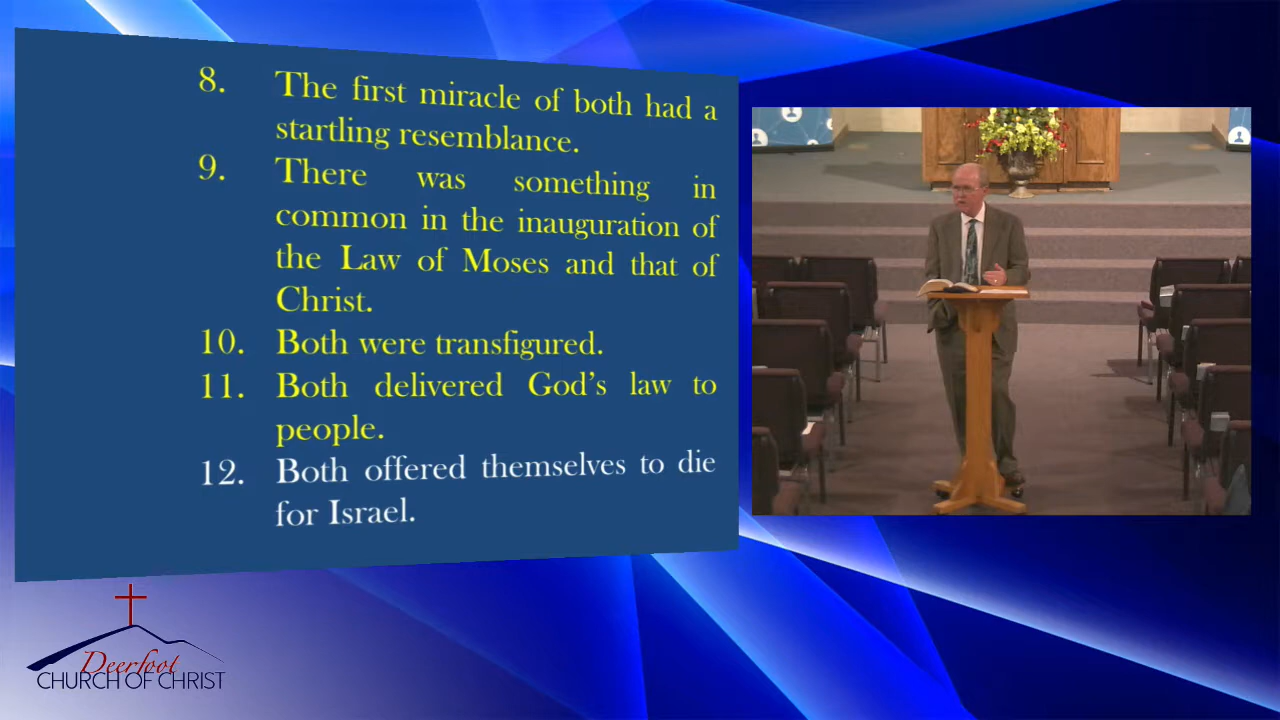 8. The first miracle of both had a
startling resemblance.
9. There was something in
common in the inauguration of
the Law of Moses and that of
Christ.
10. Both were transfigured.
11. Both delivered God's law to
people.
12. Both offered themselves to die
for Israel.
Deerfoot
CHURCH OF CHRIST